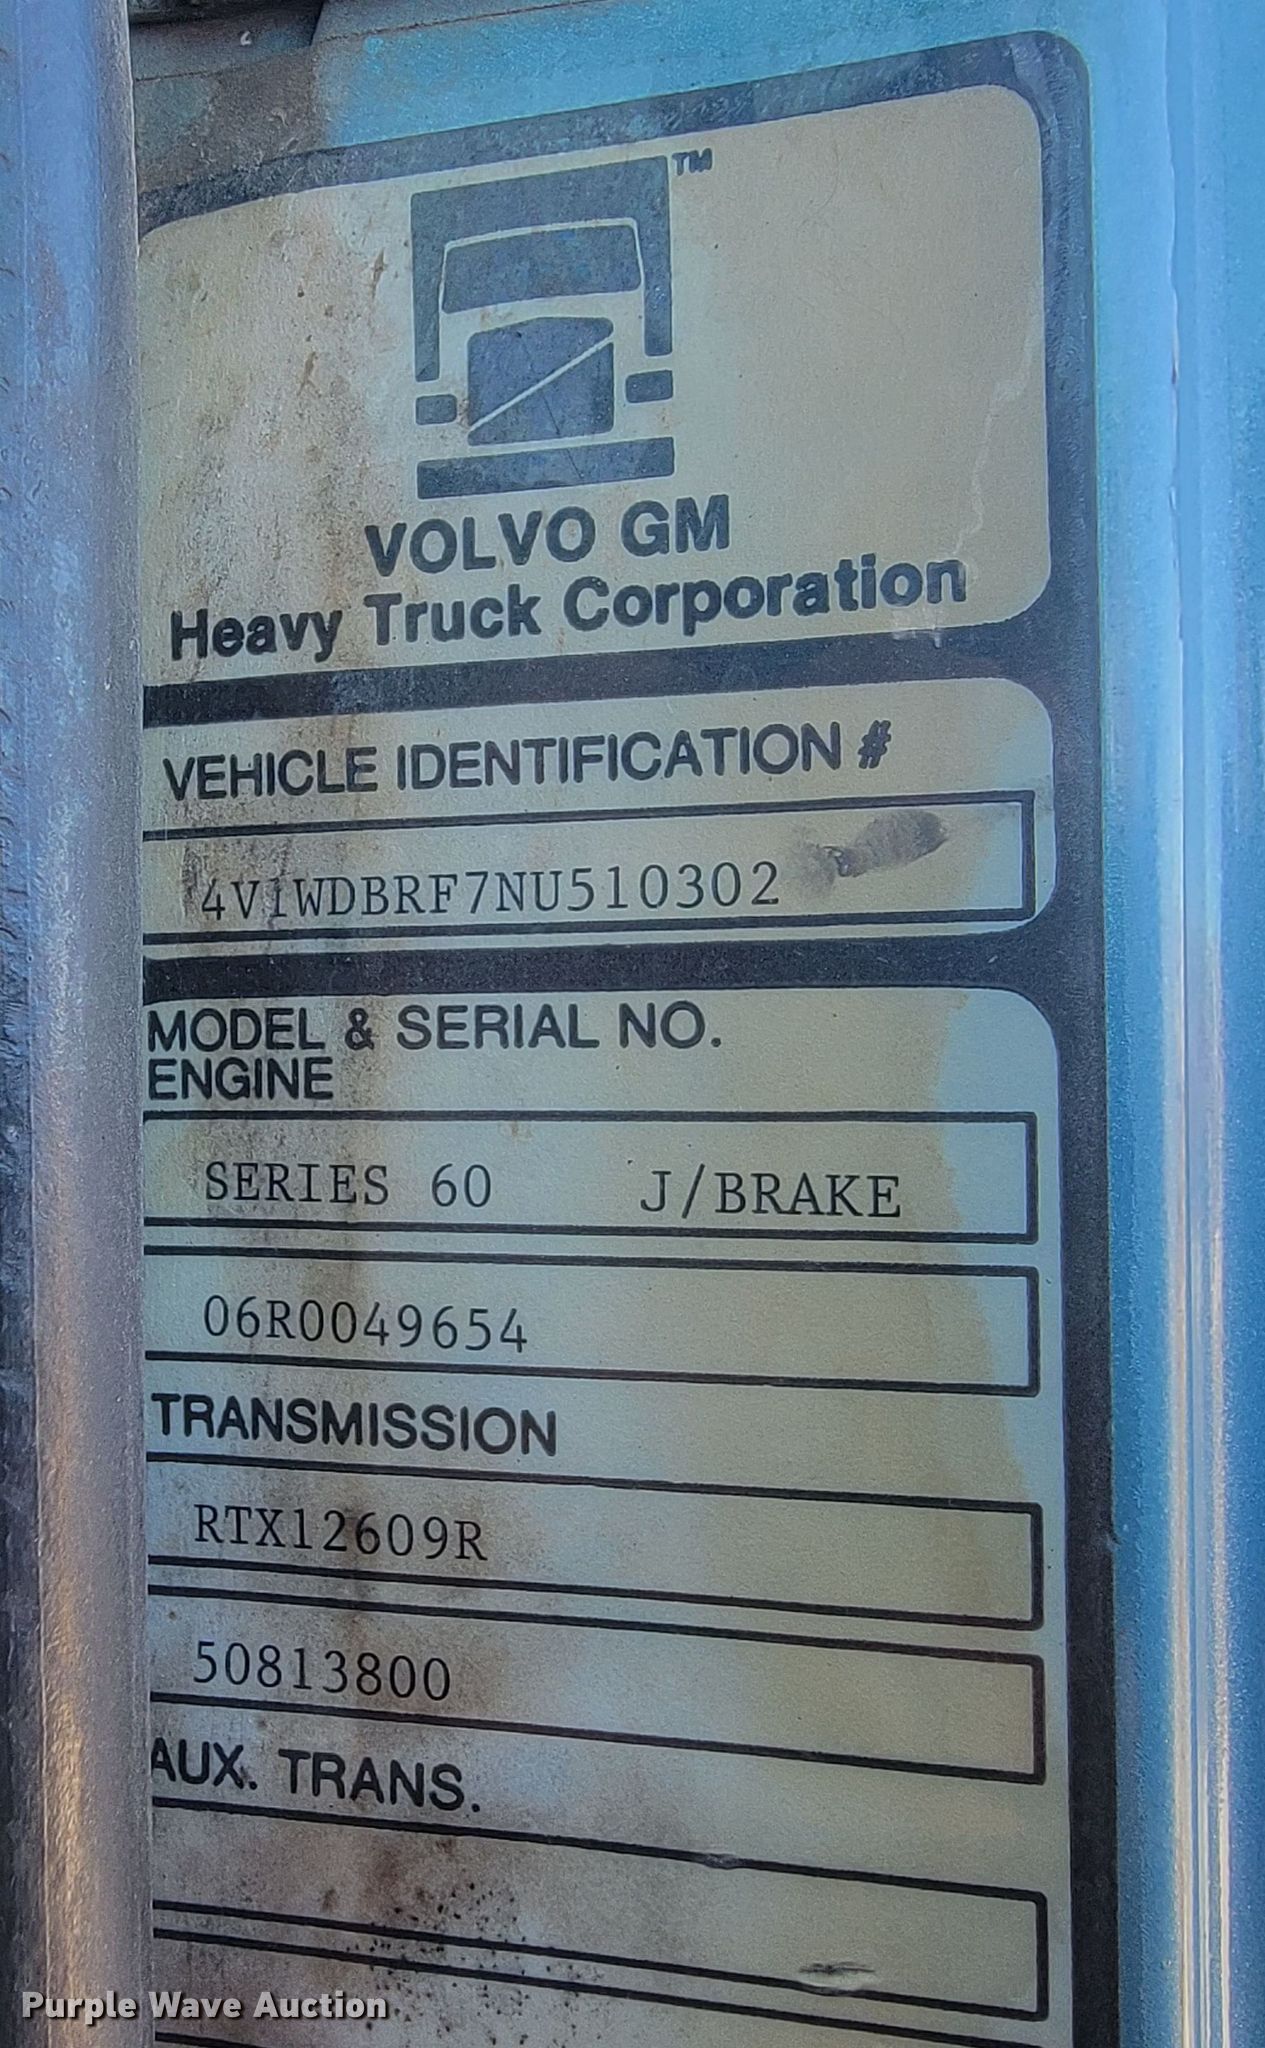 TM
VOLVO GM
Heavy Truck Corporation
VEHICLE IDENTIFICATION #
4V1WDBRF7NU510302
MODEL & SERIAL NO.
ENGINE
SERIES 60 J/BRAKE
06R0049654
TRANSMISSION
RTX12609R
50813800
AUX. TRANS.
Purple Wave Auction